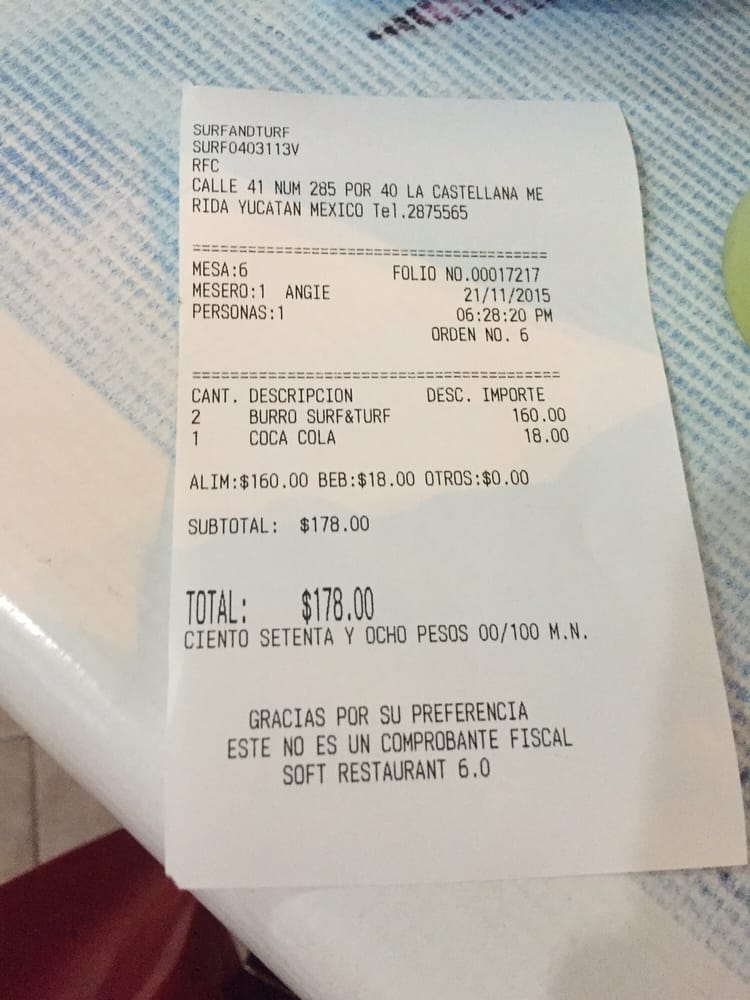 SURFANDTURF
SURF0403113V
RFC
CALLE 41 NUM 285 POR 40 LA CASTELLANA ME
RIDA YUCATAN MEXICO Tel.2875565
========================================
MESA:6 FOLIO NO.00017217
MESERO:1 ANGIE 21/11/2015
PERSONAS:1 06:28:20 PM
ORDEN NO. 6
========================================
CANT. DESCRIPCION DESC. IMPORTE
2 BURRO SURF&TURF 160.00
1 COCA COLA 18.00
ALIM:$160.00 BEB:$18.00 OTROS:$0.00
SUBTOTAL: $178.00
TOTAL: $178.00
CIENTO SETENTA Y OCHO PESOS 00/100 M.N.
GRACIAS POR SU PREFERENCIA
ESTE NO ES UN COMPROBANTE FISCAL
SOFT RESTAURANT 6.0